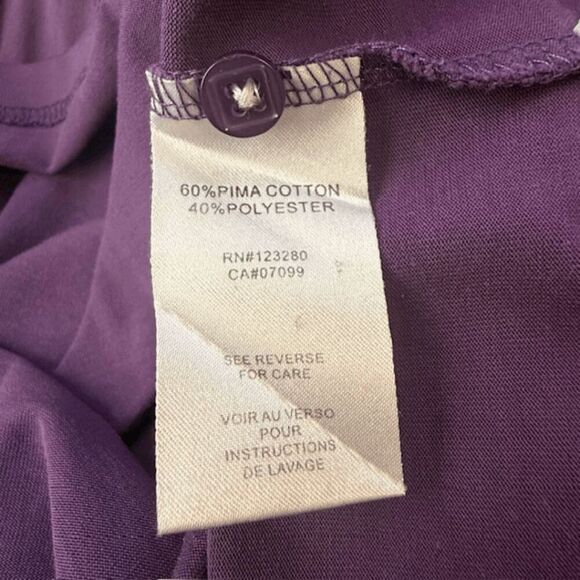 60%PIMA COTTON
40%POLYESTER
RN#123280
CA#07099
SEE REVERSE
FOR CARE
VOIR AU VERSO
POUR
INSTRUCTIONS
DE LAVAGE